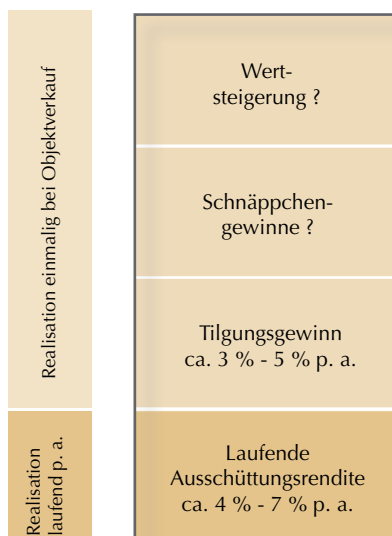 Realisation einmalig bei Objektverkauf
Wert-
steigerung ?
Schnäppchen-
gewinne ?
Tilgungsgewinn
ca. 3 % - 5 % p. a.
Realisation
laufend p. a.
Laufende
Ausschüttungsrendite
ca. 4 % - 7 % p. a.